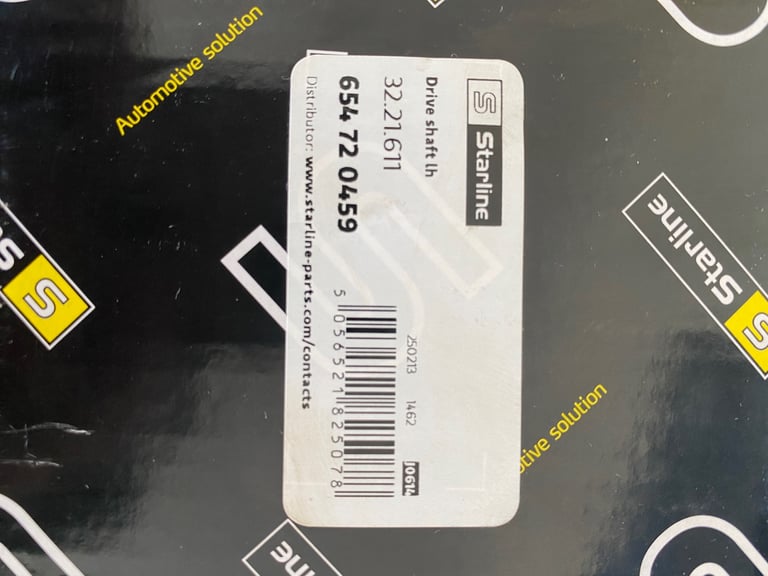 Automotive solution
S Starline
Drive shaft lh
32.21.611
654 72 0459
Distributor: www.starline-parts.com/contacts
250213 1462 J0614
5 056521 825078
Starline
solution